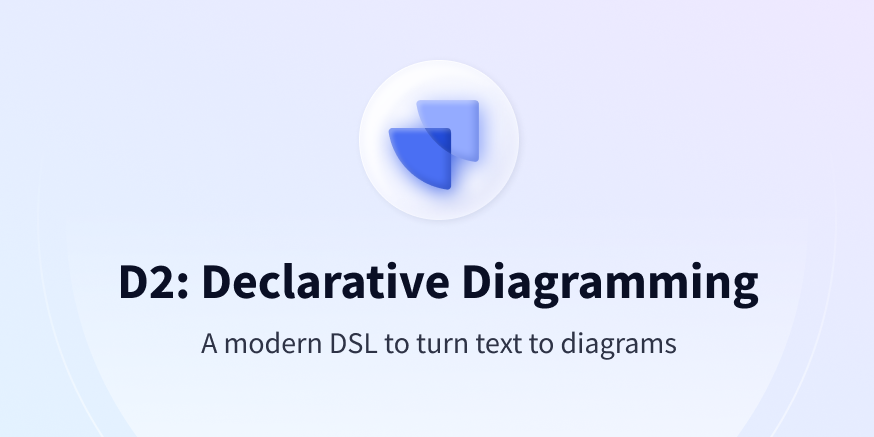 D2: Declarative Diagramming
A modern DSL to turn text to diagrams